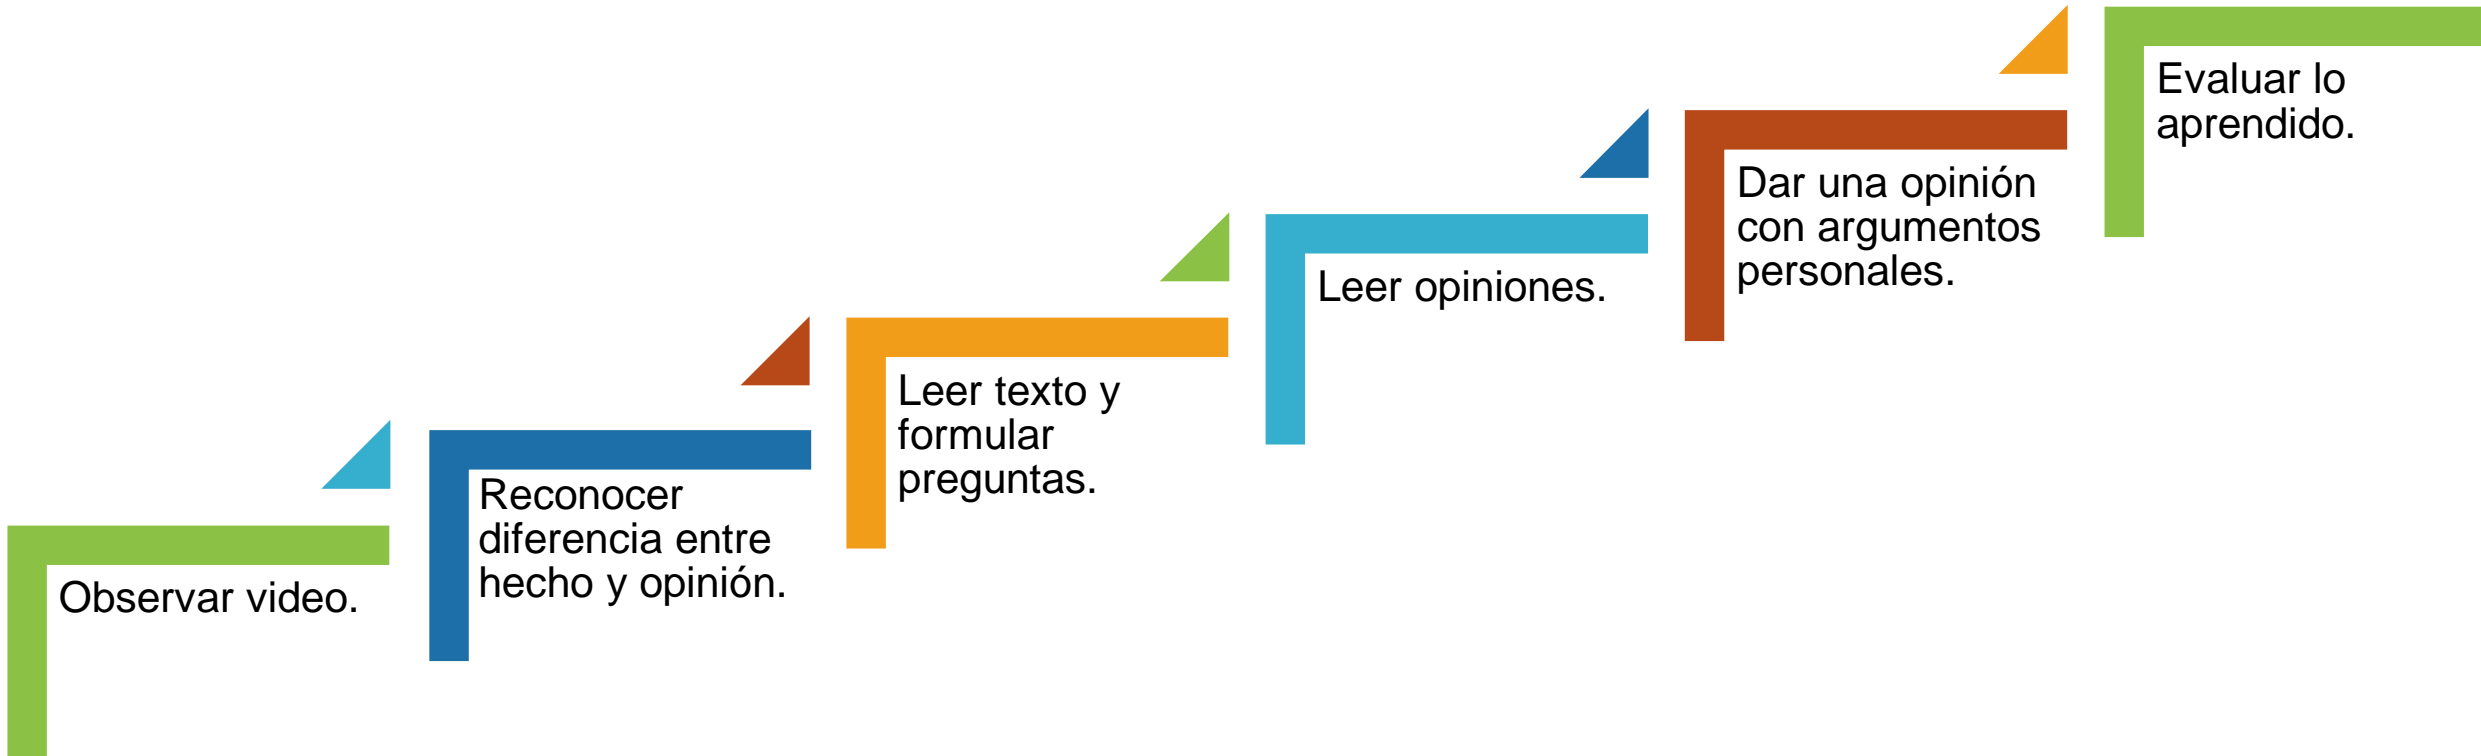 Observar video.
Reconocer
diferencia entre
hecho y opinión.
Leer texto y
formular
preguntas.
Leer opiniones.
Dar una opinión
con argumentos
personales.
Evaluar lo
aprendido.